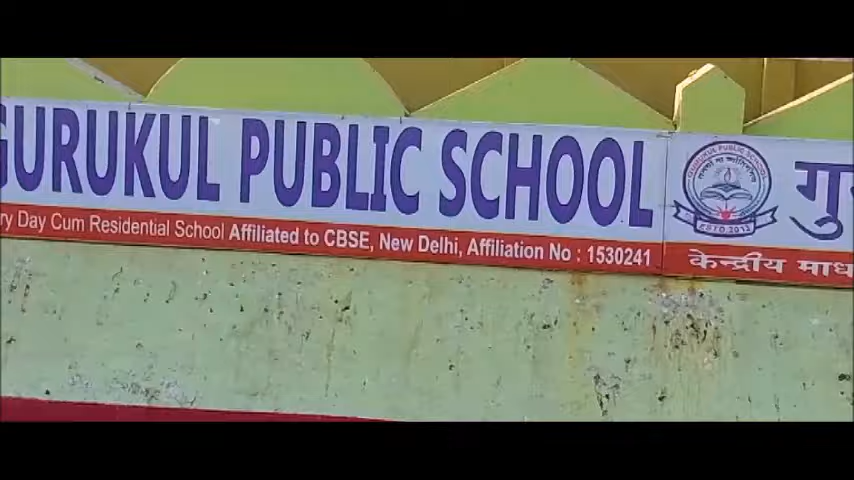 GURUKUL PUBLIC SCHOOL
ry Day Cum Residential School Affiliated to CBSE, New Delhi, Affiliation No : 1530241
GURUKUL PUBLIC SCHOOL
ESTD. 2013
गु
केन्द्रीय माध